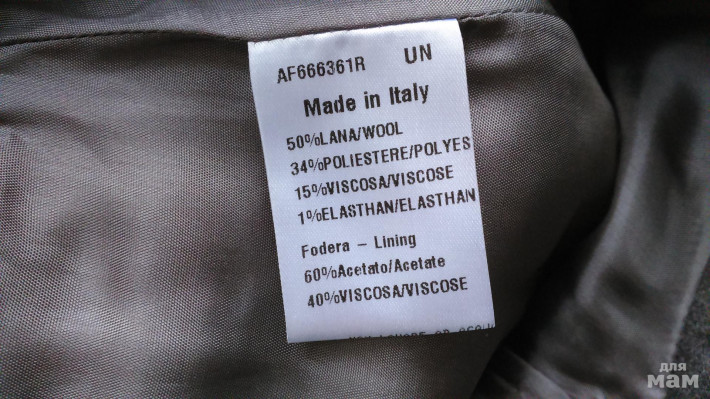 AF666361R UN
Made in Italy
50%LANA/WOOL
34%POLIESTERE/POLYES
15%VISCOSA/VISCOSE
1%ELASTHAN/ELASTHAN
Fodera - Lining
60%Acetato/Acetate
40%VISCOSA/VISCOSE
для
мам